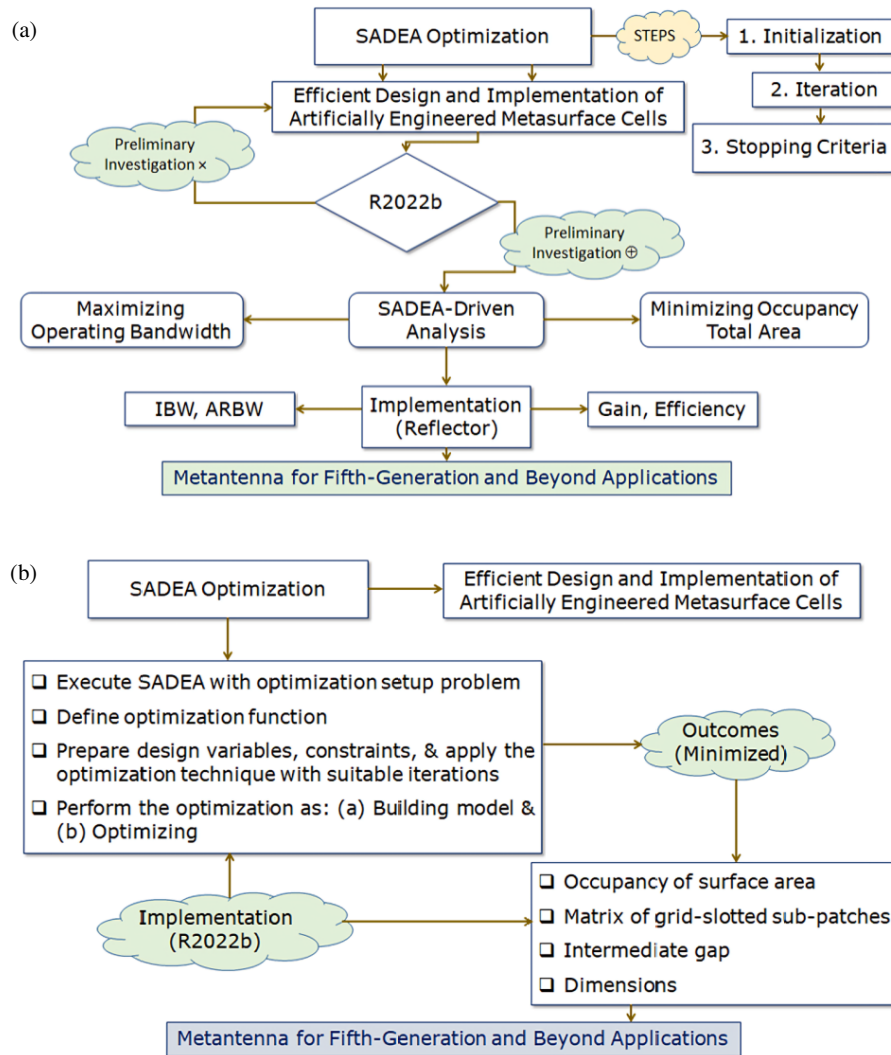 (a)
SADEA Optimization
STEPS
1. Initialization
2. Iteration
3. Stopping Criteria
Efficient Design and Implementation of
Artificially Engineered Metasurface Cells
Preliminary
Investigation ×
R2022b
Preliminary
Investigation ⊕
Maximizing
Operating Bandwidth
SADEA-Driven
Analysis
Minimizing Occupancy
Total Area
IBW, ARBW
Implementation
(Reflector)
Gain, Efficiency
Metantenna for Fifth-Generation and Beyond Applications
(b)
SADEA Optimization
Efficient Design and Implementation of
Artificially Engineered Metasurface Cells
❑ Execute SADEA with optimization setup problem
❑ Define optimization function
❑ Prepare design variables, constraints, & apply the
optimization technique with suitable iterations
❑ Perform the optimization as: (a) Building model &
(b) Optimizing
Outcomes
(Minimized)
Implementation
(R2022b)
❑ Occupancy of surface area
❑ Matrix of grid-slotted sub-patches
❑ Intermediate gap
❑ Dimensions
Metantenna for Fifth-Generation and Beyond Applications